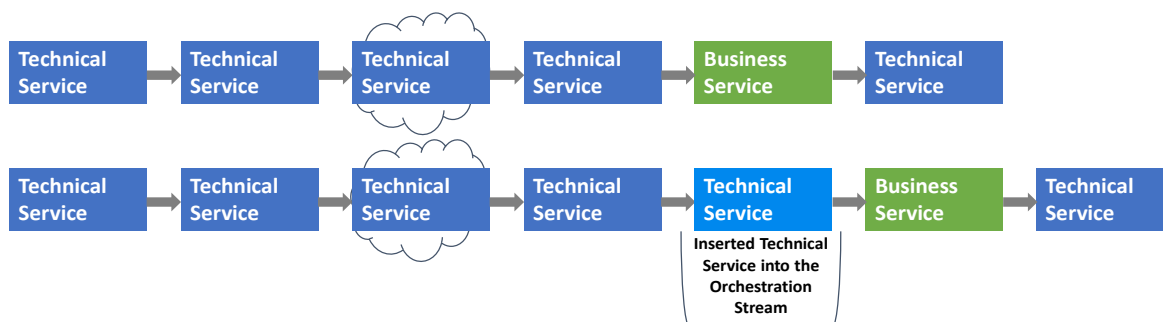 Technical
Service
Technical
Service
Technical
Service
Technical
Service
Business
Service
Technical
Service
Technical
Service
Technical
Service
Technical
Service
Technical
Service
Technical
Service
Business
Service
Technical
Service
Inserted Technical
Service into the
Orchestration
Stream